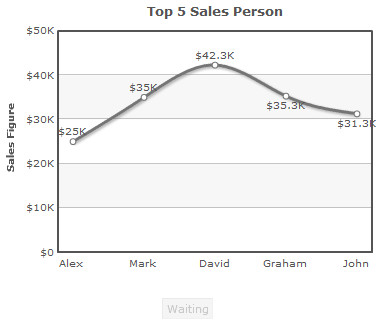 Top 5 Sales Person
$50K
$40K
$30K
$20K
$10K
$0
Sales Figure
$25K
$35K
$42.3K
$35.3K
$31.3K
Alex
Mark
David
Graham
John
Waiting